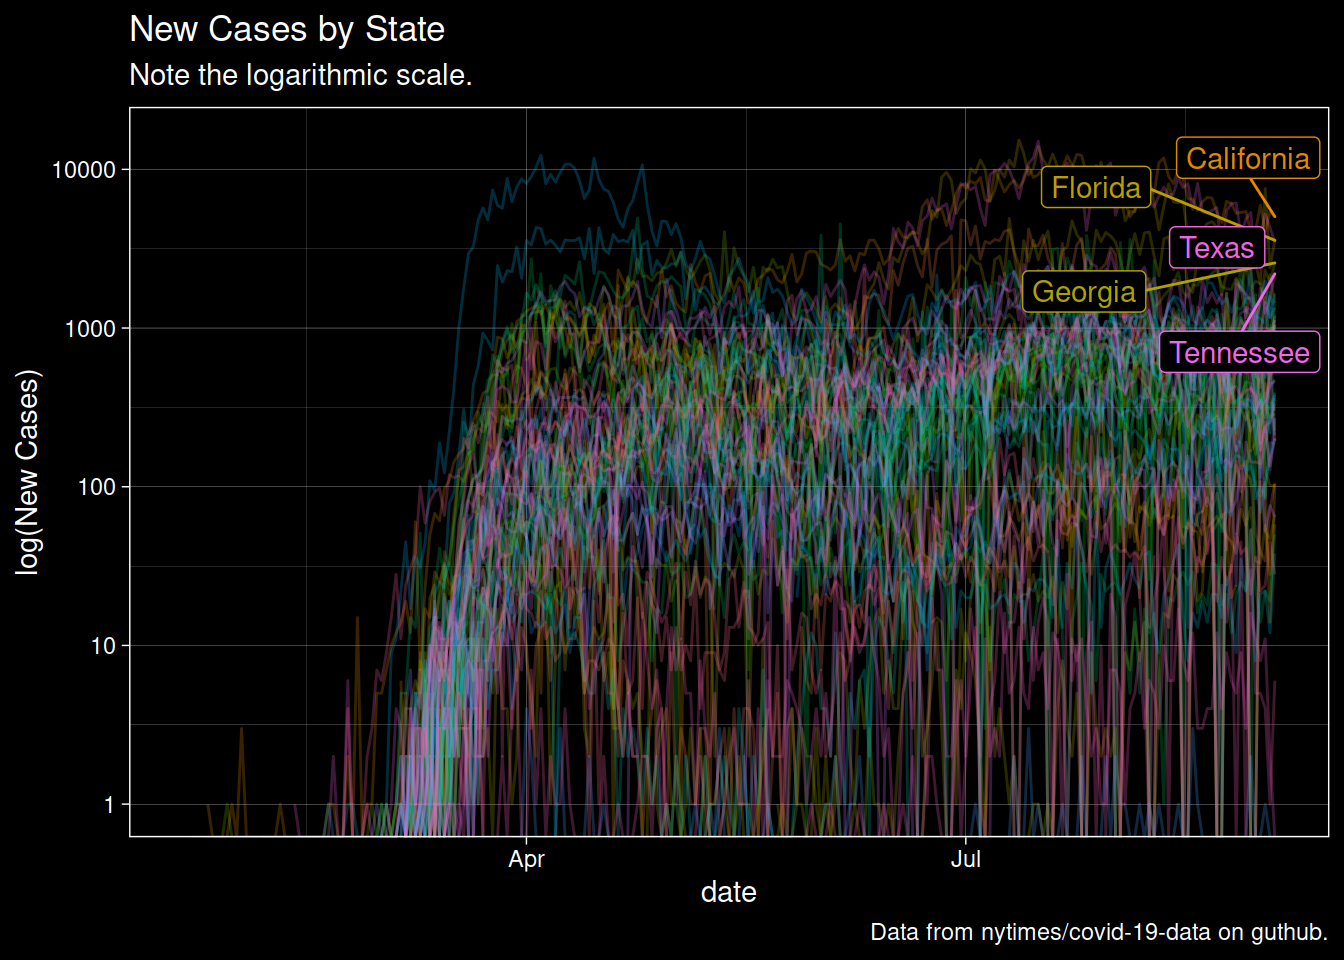 New Cases by State
Note the logarithmic scale.
log(New Cases)
10000
1000
100
10
1
California
Florida
Texas
Georgia
Tennessee
Apr
Jul
date
Data from nytimes/covid-19-data on guthub.